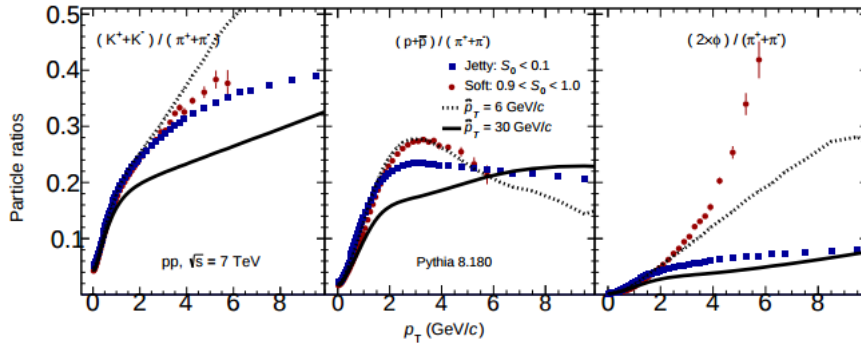 ( K⁺+K⁻ ) / ( π⁺+π⁻ )
( p+p̄ ) / ( π⁺+π⁻)
( 2×ϕ ) / (π⁺+π⁻)
0.5
0.4
0.3
0.2
0.1
Particle ratios
Jetty: S₀ < 0.1
Soft: 0.9 < S₀ < 1.0
p̂_T = 6 GeV/c
p̂_T = 30 GeV/c
pp, √s = 7 TeV
Pythia 8.180
0 2 4 6 8
0 2 4 6 8
0 2 4 6 8
p_T (GeV/c)